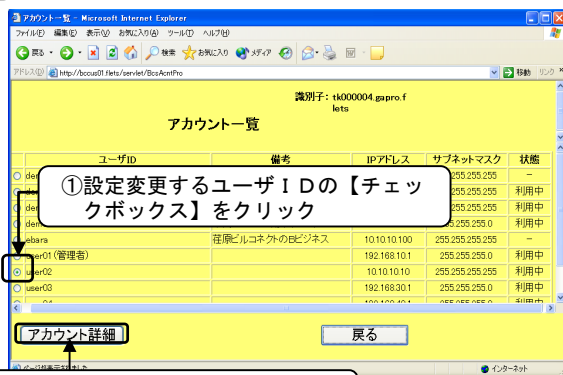 アカウント一覧 - Microsoft Internet Explorer
ファイル(F) 編集(E) 表示(V) お気に入り(A) ツール(T) ヘルプ(H)
戻る 検索 お気に入り メディア
アドレス(D) http://bccus01.flets/servlet/BcsAcntPro 移動 リンク
識別子: tk000004.gapro.f
lets
アカウント一覧
ユーザID 備考 IPアドレス サブネットマスク 状態
255.255.255 -
255.255.255 利用中
利用中
255.255.0 利用中
①設定変更するユーザIDの【チェッ
クボックス】をクリック
ebara 荏原ビルコネクトのBビジネス 10.10.10.100 255.255.255.255 -
user01(管理者) 192.168.10.1 255.255.255.0 利用中
user02 10.10.10.10 255.255.255.255 利用中
user03 192.168.30.1 255.255.255.0 利用中
アカウント詳細 戻る
ページが表示されました インターネット